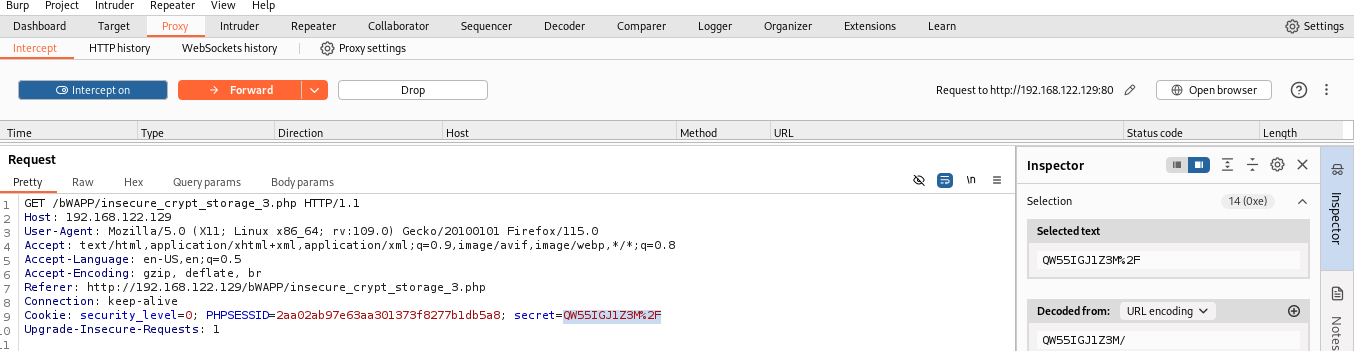 Burp Project Intruder Repeater View Help
Dashboard Target Proxy Intruder Repeater Collaborator Sequencer Decoder Comparer Logger Organizer Extensions Learn Settings
Intercept HTTP history WebSockets history Proxy settings
Intercept on Forward Drop Request to http://192.168.122.129:80 Open browser
Time Type Direction Host Method URL Status code Length
Request
Pretty Raw Hex Query params Body params \n
1 GET /bWAPP/insecure_crypt_storage_3.php HTTP/1.1
2 Host: 192.168.122.129
3 User-Agent: Mozilla/5.0 (X11; Linux x86_64; rv:109.0) Gecko/20100101 Firefox/115.0
4 Accept: text/html,application/xhtml+xml,application/xml;q=0.9,image/avif,image/webp,*/*;q=0.8
5 Accept-Language: en-US,en;q=0.5
6 Accept-Encoding: gzip, deflate, br
7 Referer: http://192.168.122.129/bWAPP/insecure_crypt_storage_3.php
8 Connection: keep-alive
9 Cookie: security_level=0; PHPSESSID=2aa02ab97e63aa301373f8277b1db5a8; secret=QW55IGJ1Z3M%2F
10 Upgrade-Insecure-Requests: 1
11
Inspector
Selection 14 (0xe)
Selected text
QW55IGJ1Z3M%2F
Decoded from: URL encoding
QW55IGJ1Z3M/
Inspector
Notes